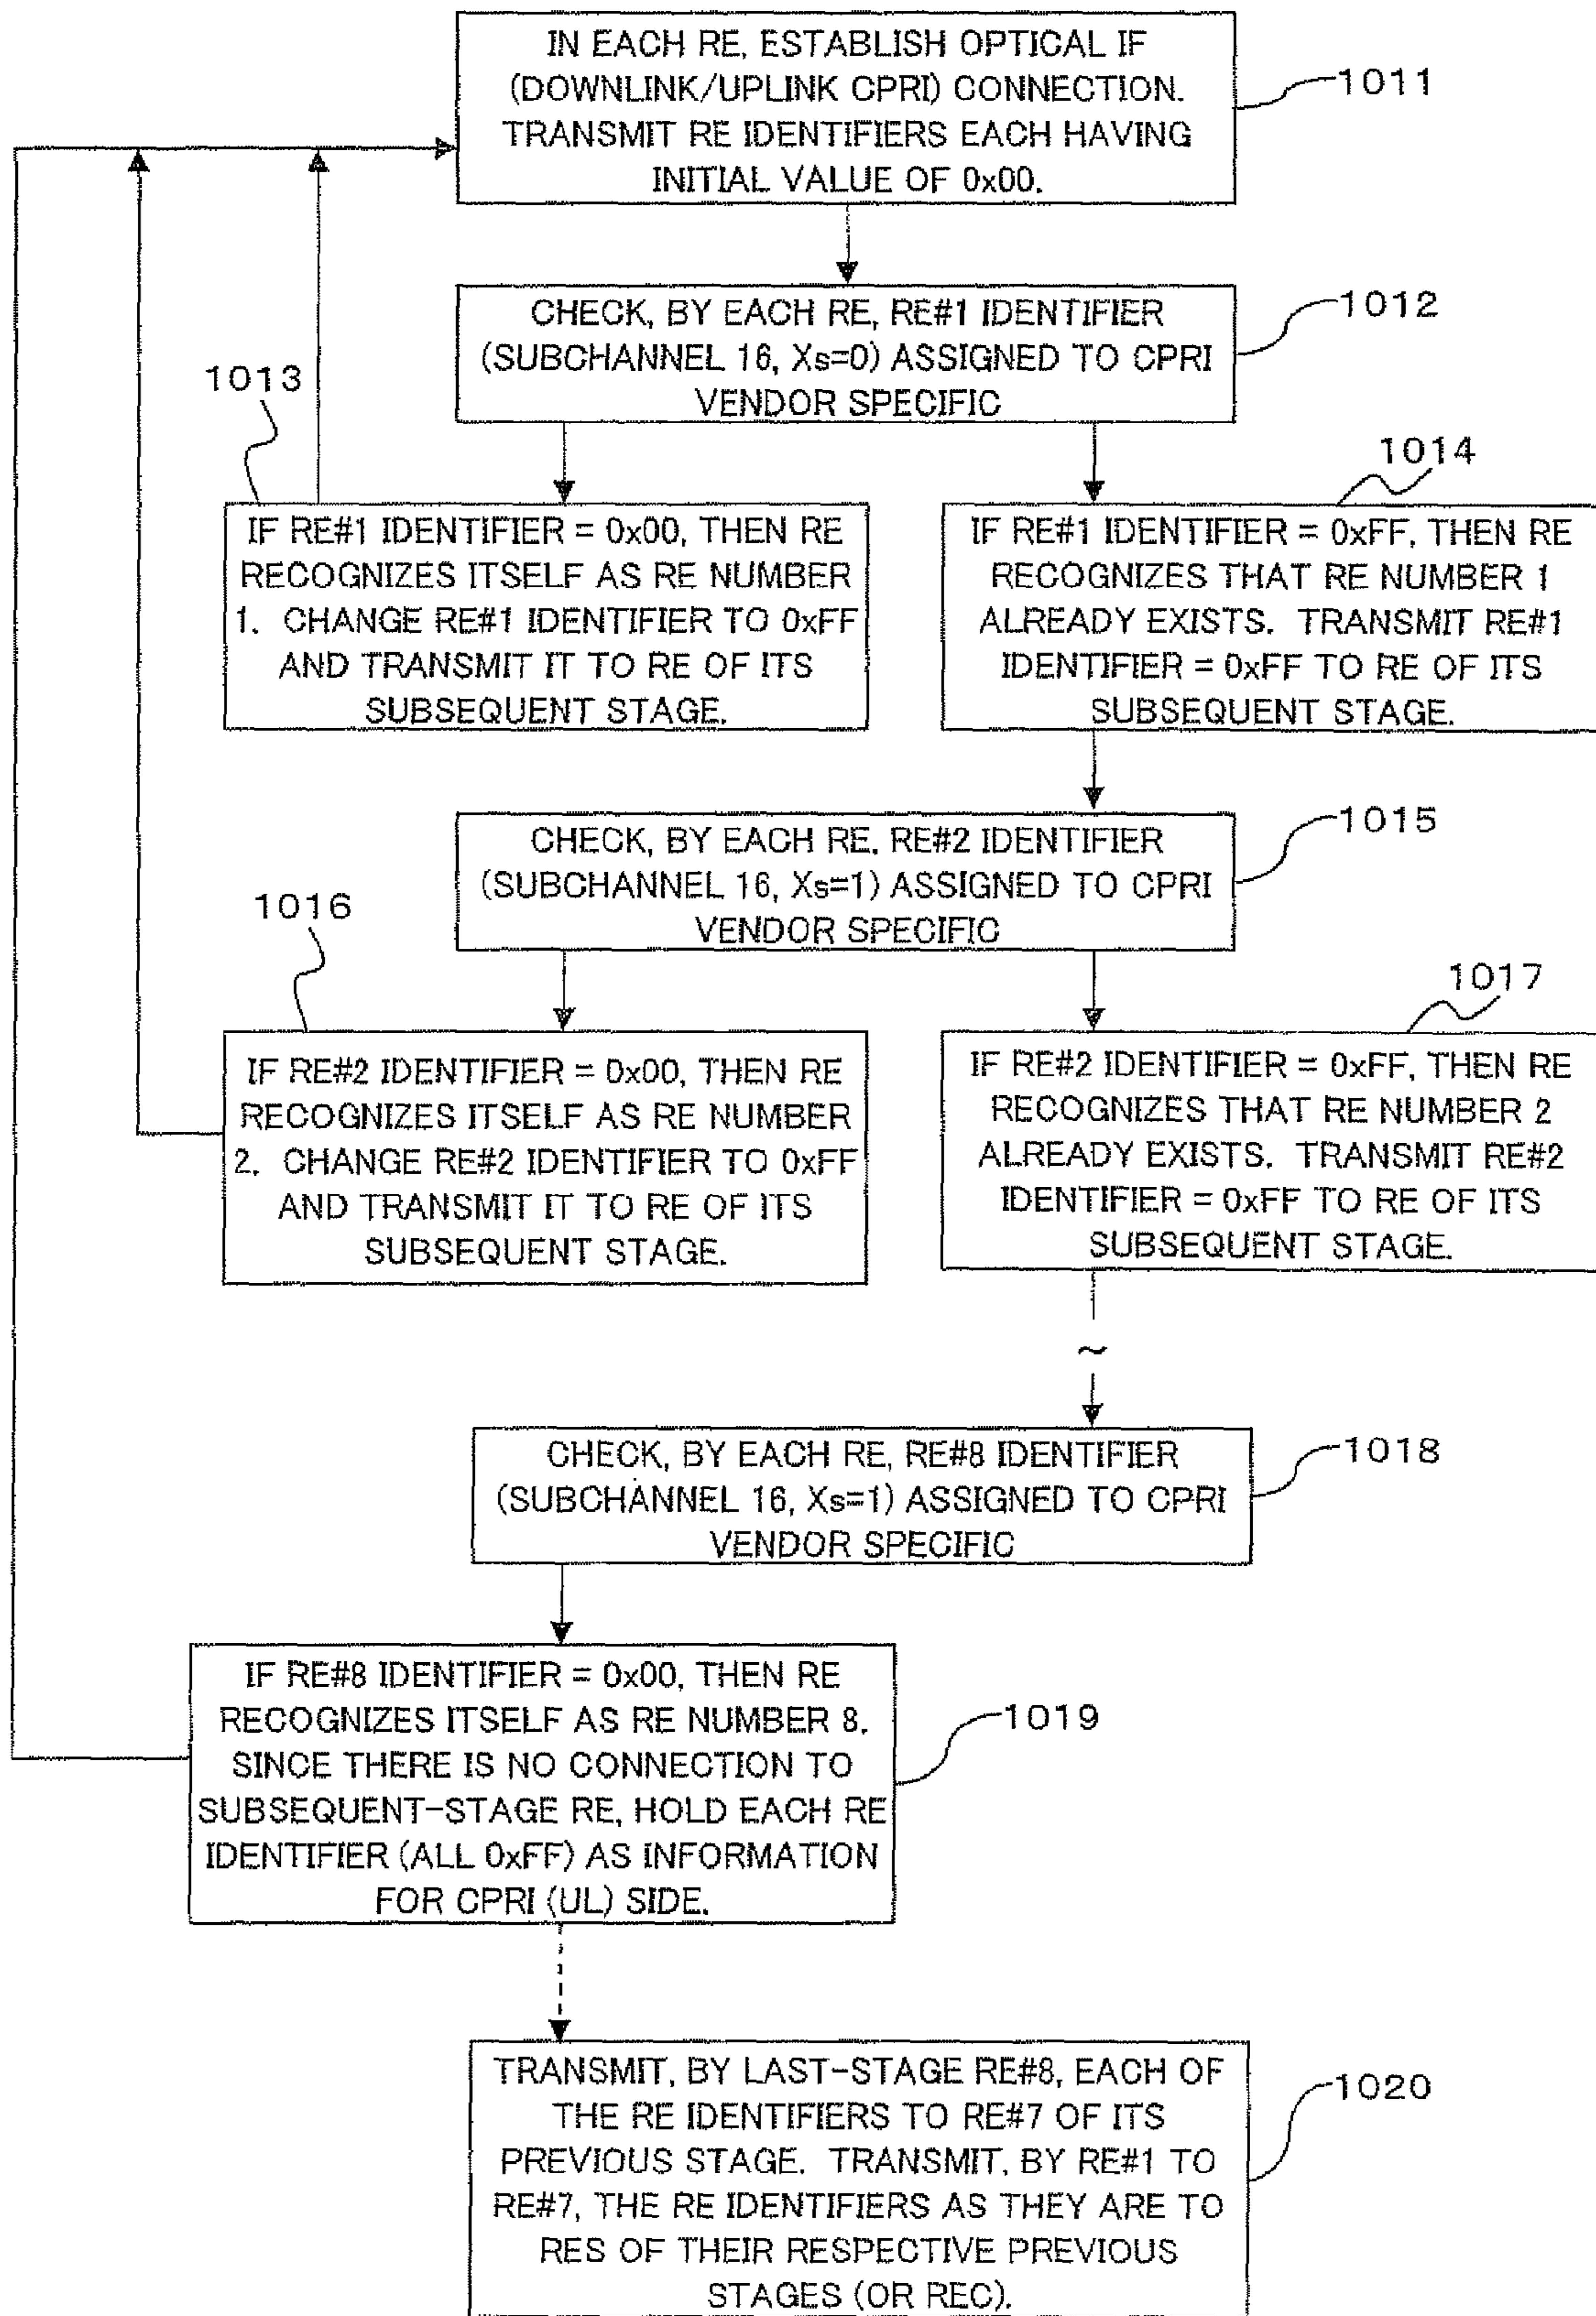 IN EACH RE, ESTABLISH OPTICAL IF
(DOWNLINK/UPLINK CPRI) CONNECTION.
TRANSMIT RE IDENTIFIERS EACH HAVING
INITIAL VALUE OF 0x00.
1011
CHECK, BY EACH RE, RE#1 IDENTIFIER
(SUBCHANNEL 16, Xs=0) ASSIGNED TO CPRI
VENDOR SPECIFIC
1012
1013
IF RE#1 IDENTIFIER = 0x00, THEN RE
RECOGNIZES ITSELF AS RE NUMBER
1. CHANGE RE#1 IDENTIFIER TO 0xFF
AND TRANSMIT IT TO RE OF ITS
SUBSEQUENT STAGE.
1014
IF RE#1 IDENTIFIER = 0xFF, THEN RE
RECOGNIZES THAT RE NUMBER 1
ALREADY EXISTS. TRANSMIT RE#1
IDENTIFIER = 0xFF TO RE OF ITS
SUBSEQUENT STAGE.
CHECK, BY EACH RE, RE#2 IDENTIFIER
(SUBCHANNEL 16, Xs=1) ASSIGNED TO CPRI
VENDOR SPECIFIC
1015
1016
IF RE#2 IDENTIFIER = 0x00, THEN RE
RECOGNIZES ITSELF AS RE NUMBER
2. CHANGE RE#2 IDENTIFIER TO 0xFF
AND TRANSMIT IT TO RE OF ITS
SUBSEQUENT STAGE.
1017
IF RE#2 IDENTIFIER = 0xFF, THEN RE
RECOGNIZES THAT RE NUMBER 2
ALREADY EXISTS. TRANSMIT RE#2
IDENTIFIER = 0xFF TO RE OF ITS
SUBSEQUENT STAGE.
~
CHECK, BY EACH RE, RE#8 IDENTIFIER
(SUBCHANNEL 16, Xs=1) ASSIGNED TO CPRI
VENDOR SPECIFIC
1018
IF RE#8 IDENTIFIER = 0x00, THEN RE
RECOGNIZES ITSELF AS RE NUMBER 8.
SINCE THERE IS NO CONNECTION TO
SUBSEQUENT-STAGE RE, HOLD EACH RE
IDENTIFIER (ALL 0xFF) AS INFORMATION
FOR CPRI (UL) SIDE.
1019
TRANSMIT, BY LAST-STAGE RE#8, EACH OF
THE RE IDENTIFIERS TO RE#7 OF ITS
PREVIOUS STAGE. TRANSMIT, BY RE#1 TO
RE#7, THE RE IDENTIFIERS AS THEY ARE TO
RES OF THEIR RESPECTIVE PREVIOUS
STAGES (OR REC).
1020